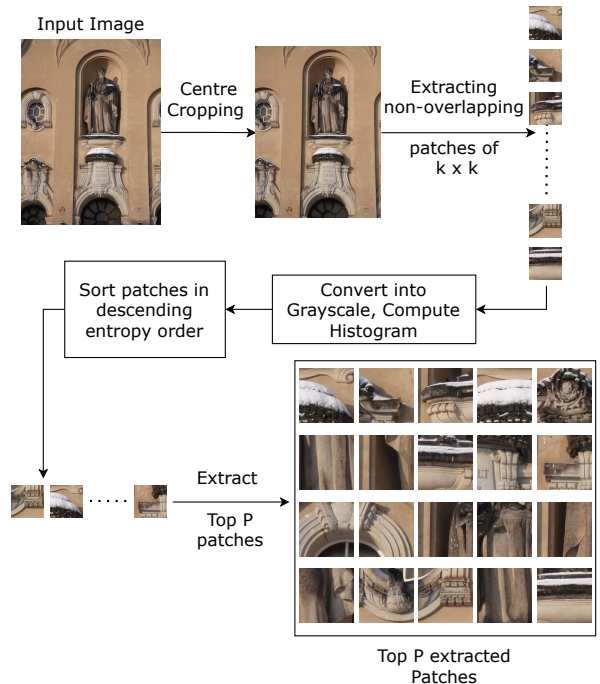 Input Image
Centre
Cropping
Extracting
non-overlapping
patches of
k x k
Sort patches in
descending
entropy order
Convert into
Grayscale, Compute
Histogram
Extract
Top P
patches
Top P extracted
Patches